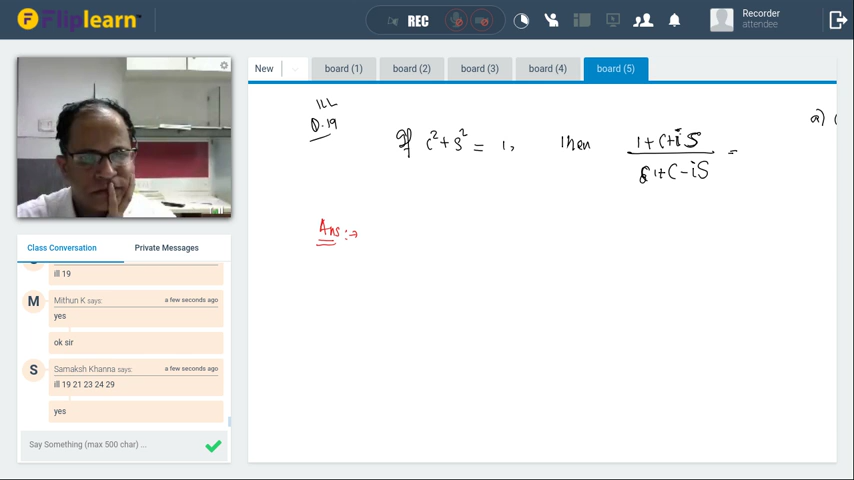 Fliplearn
REC
Recorder
attendee
New
board (1)
board (2)
board (3)
board (4)
board (5)
ILL
Q.19
If c² + s² = 1, then (1+c+is)/(1+c-is) =
a) (
Ans :→
Class Conversation
Private Messages
ill 19
M
Mithun K says:
a few seconds ago
yes
ok sir
S
Samaksh Khanna says:
a few seconds ago
ill 19 21 23 24 29
yes
Say Something (max 500 char) ...